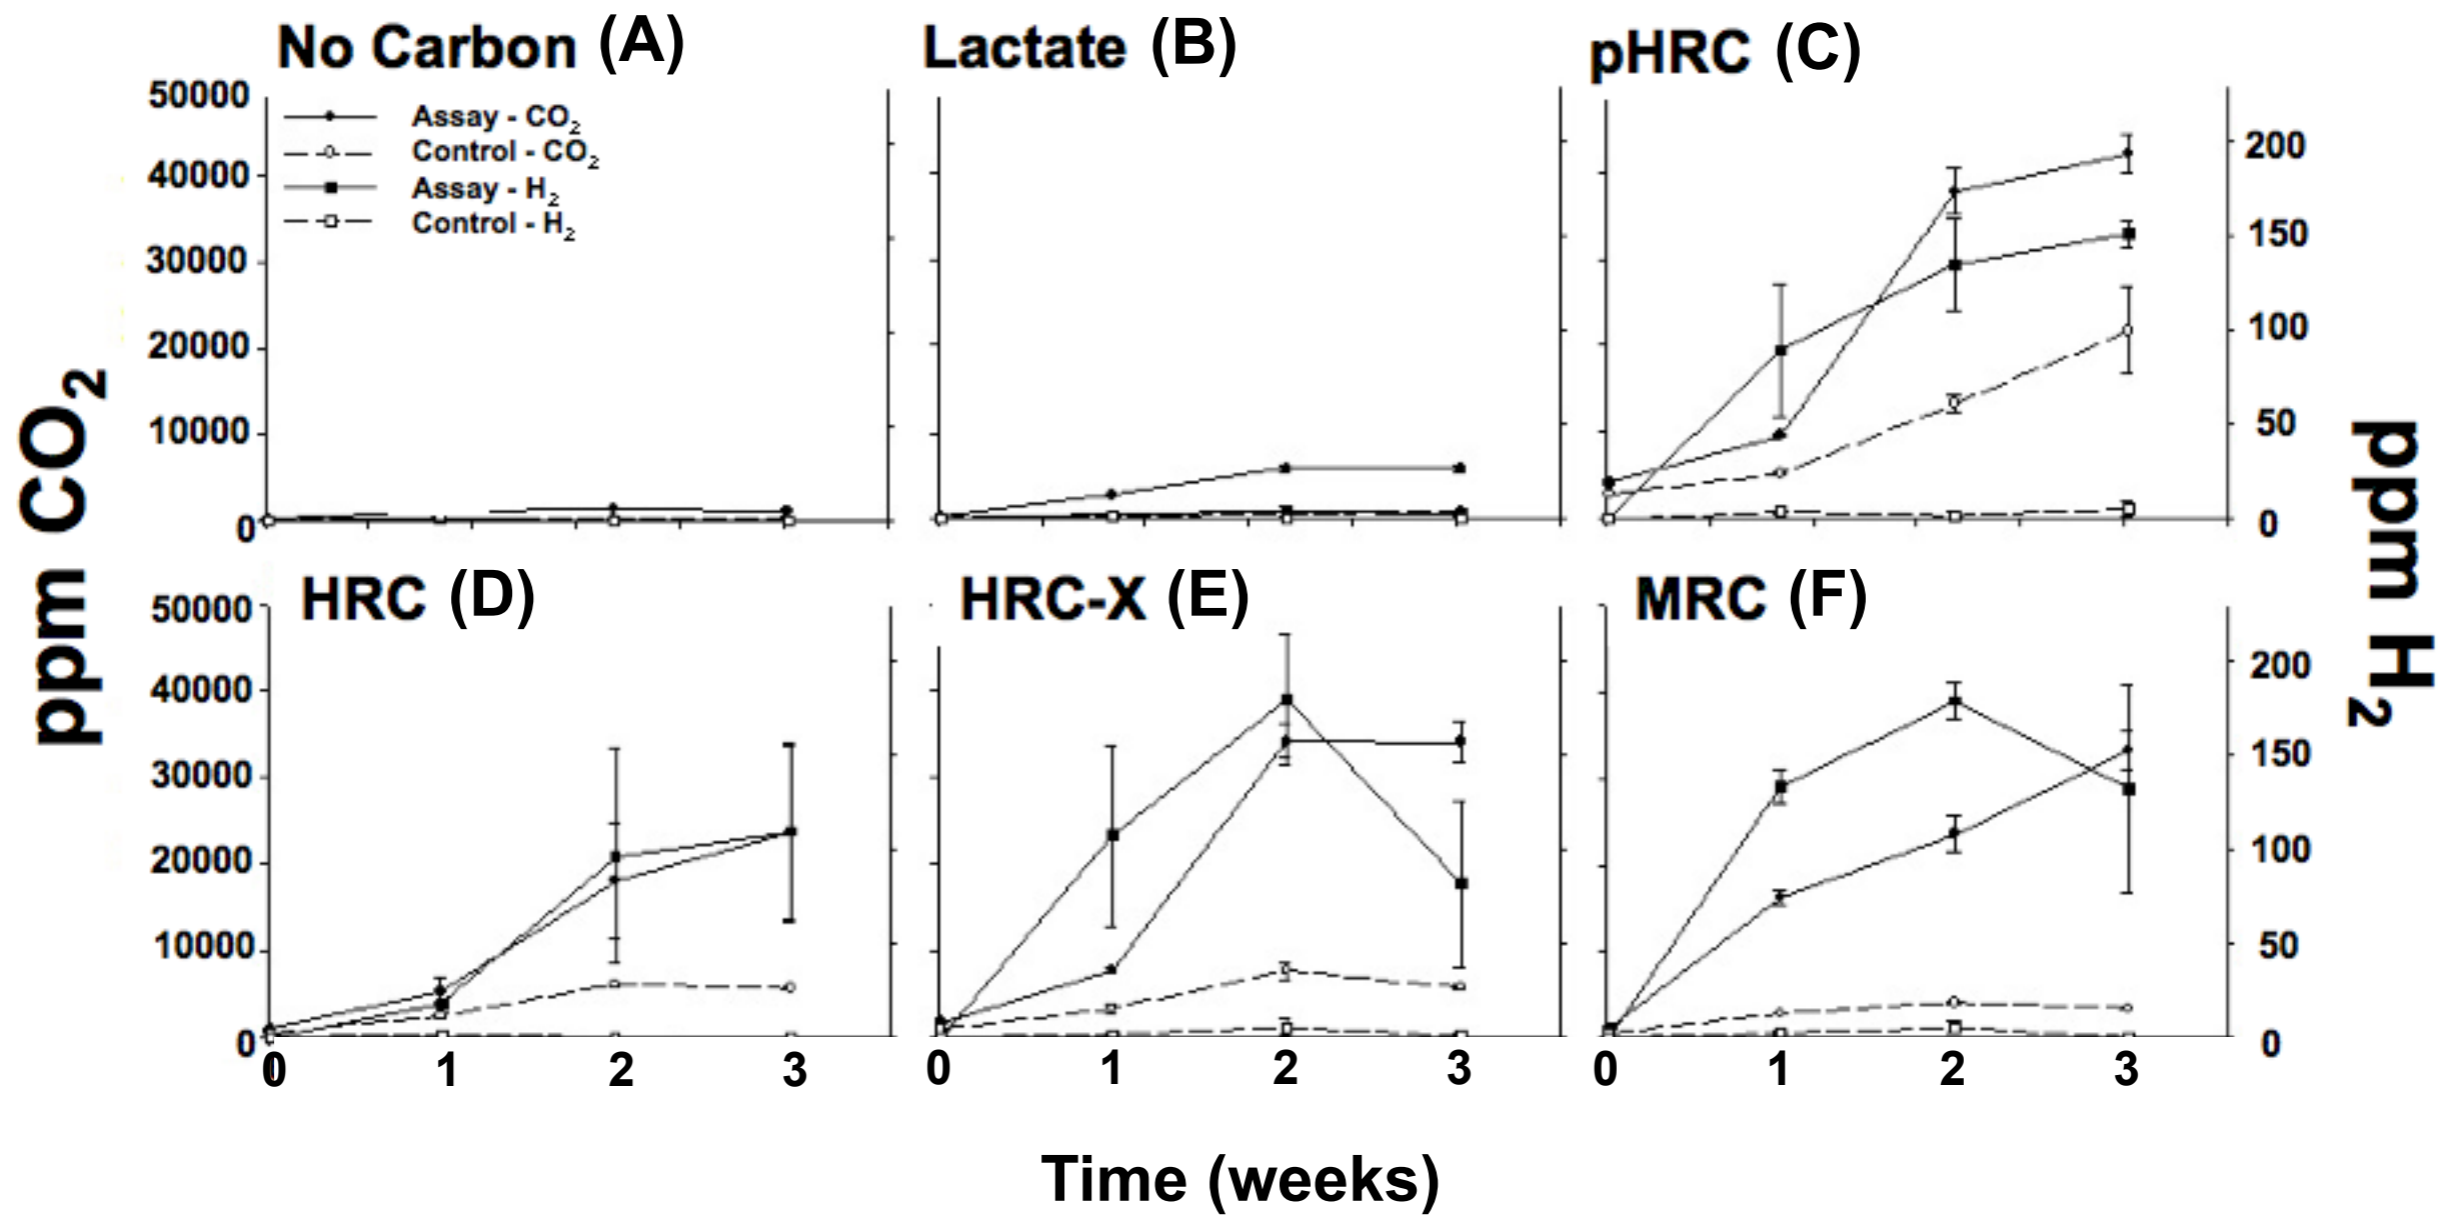 No Carbon (A)
Lactate (B)
pHRC (C)
50000
40000
30000
20000
10000
0
Assay - CO2
Control - CO2
Assay - H2
Control - H2
200
150
100
50
0
ppm CO2
ppm H2
HRC (D)
HRC-X (E)
MRC (F)
50000
40000
30000
20000
10000
0
200
150
100
50
0
0 1 2 3
0 1 2 3
0 1 2 3
Time (weeks)